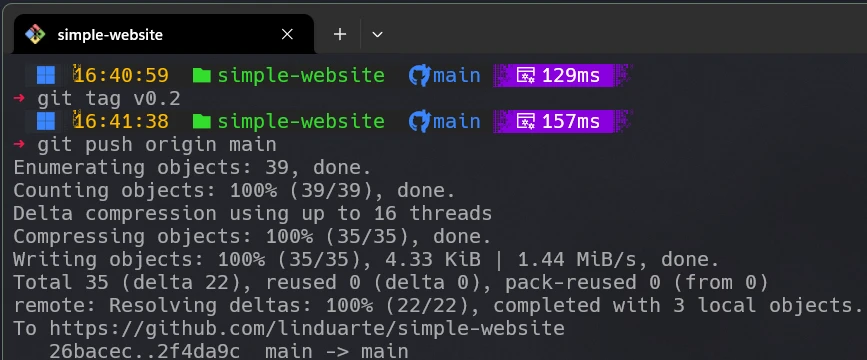 simple-website
16:40:59 simple-website main 129ms
→ git tag v0.2
16:41:38 simple-website main 157ms
→ git push origin main
Enumerating objects: 39, done.
Counting objects: 100% (39/39), done.
Delta compression using up to 16 threads
Compressing objects: 100% (35/35), done.
Writing objects: 100% (35/35), 4.33 KiB | 1.44 MiB/s, done.
Total 35 (delta 22), reused 0 (delta 0), pack-reused 0 (from 0)
remote: Resolving deltas: 100% (22/22), completed with 3 local objects.
To https://github.com/linduarte/simple-website
26bacec..2f4da9c  main -> main